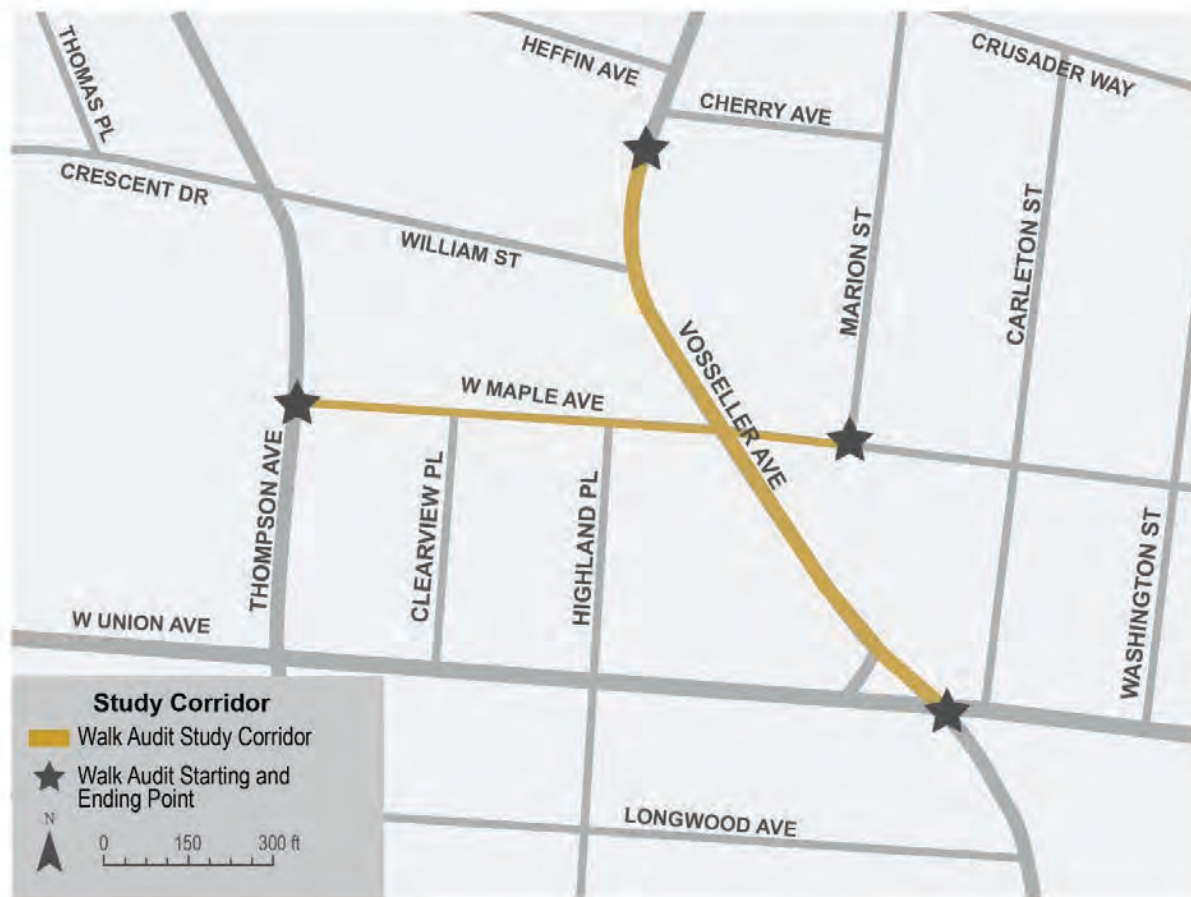 THOMAS PL
HEFFIN AVE
CRUSADER WAY
CHERRY AVE
CRESCENT DR
WILLIAM ST
MARION ST
CARLETON ST
VOSSELLER AVE
W MAPLE AVE
THOMPSON AVE
CLEARVIEW PL
HIGHLAND PL
WASHINGTON ST
W UNION AVE
Study Corridor
Walk Audit Study Corridor
Walk Audit Starting and
Ending Point
N
0 150 300 ft
LONGWOOD AVE